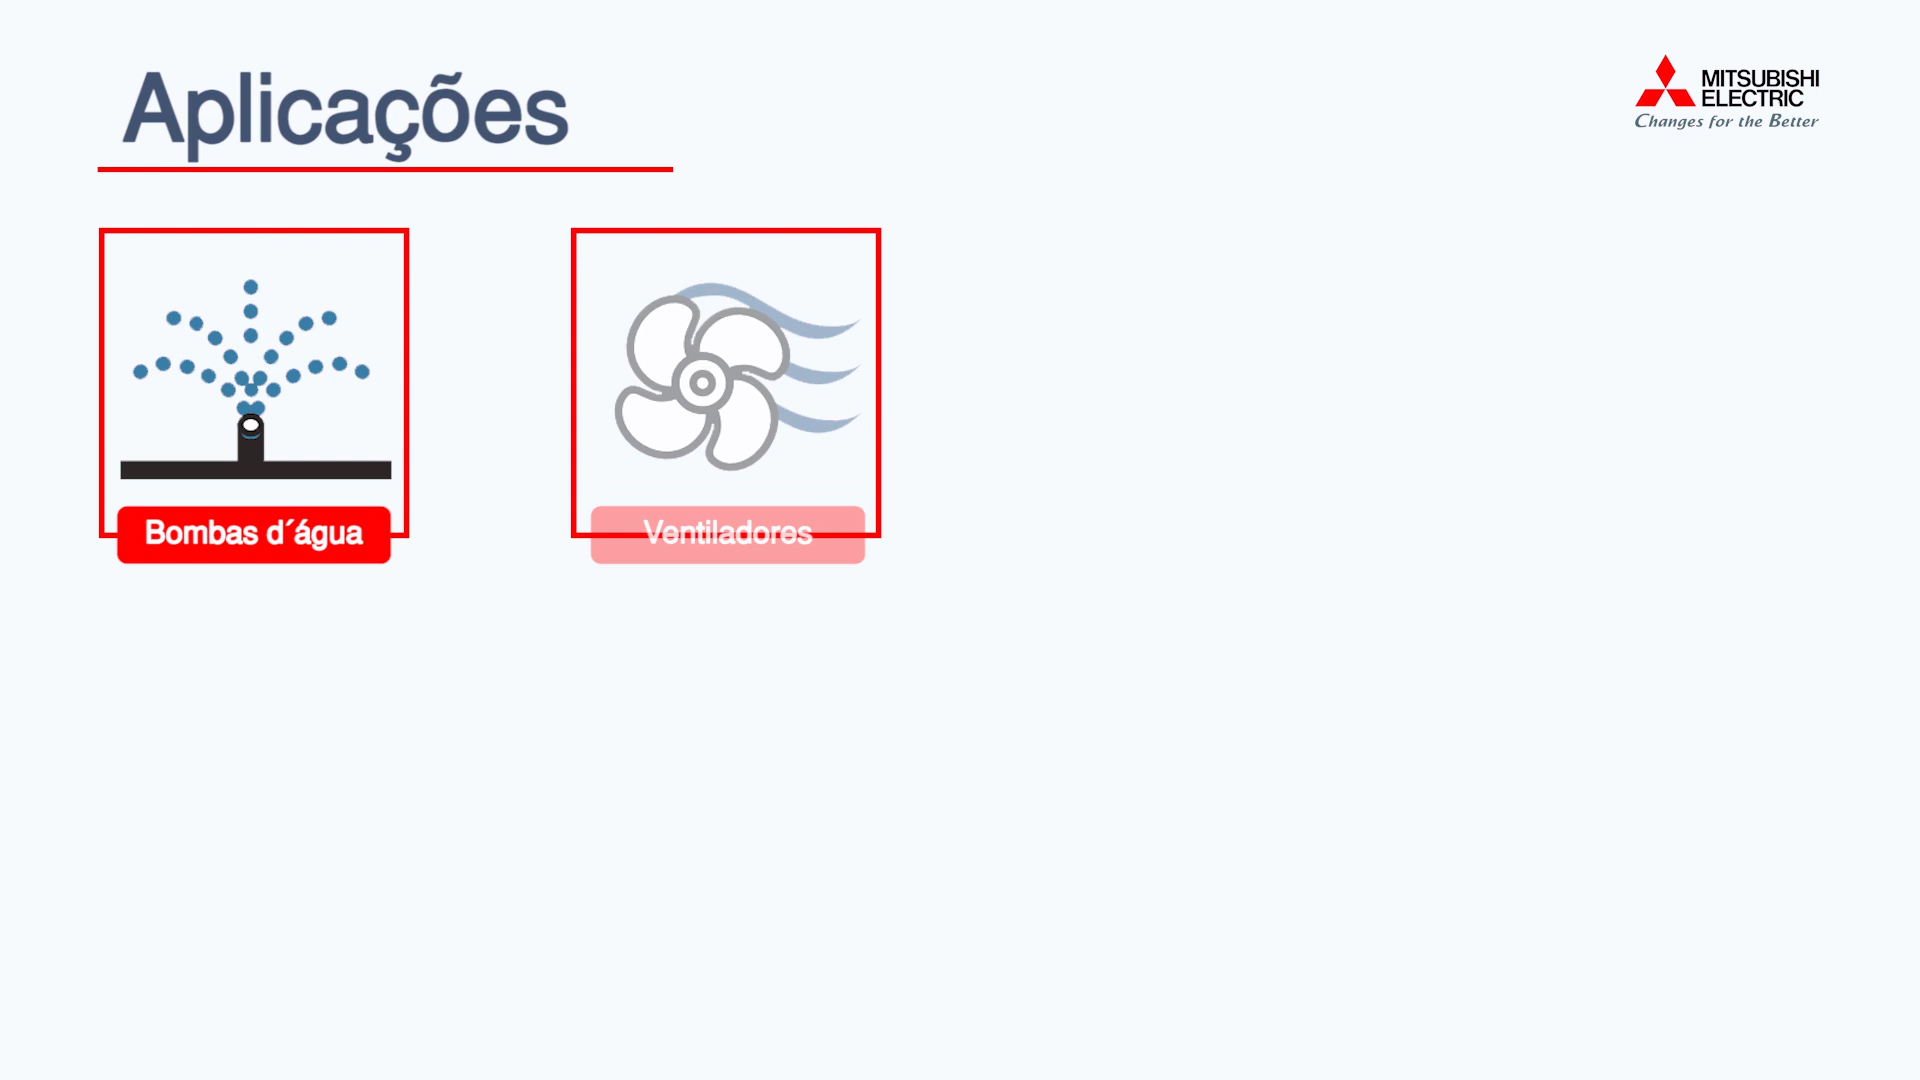 Aplicações
MITSUBISHI
ELECTRIC
Changes for the Better
Bombas d´água
Ventiladores